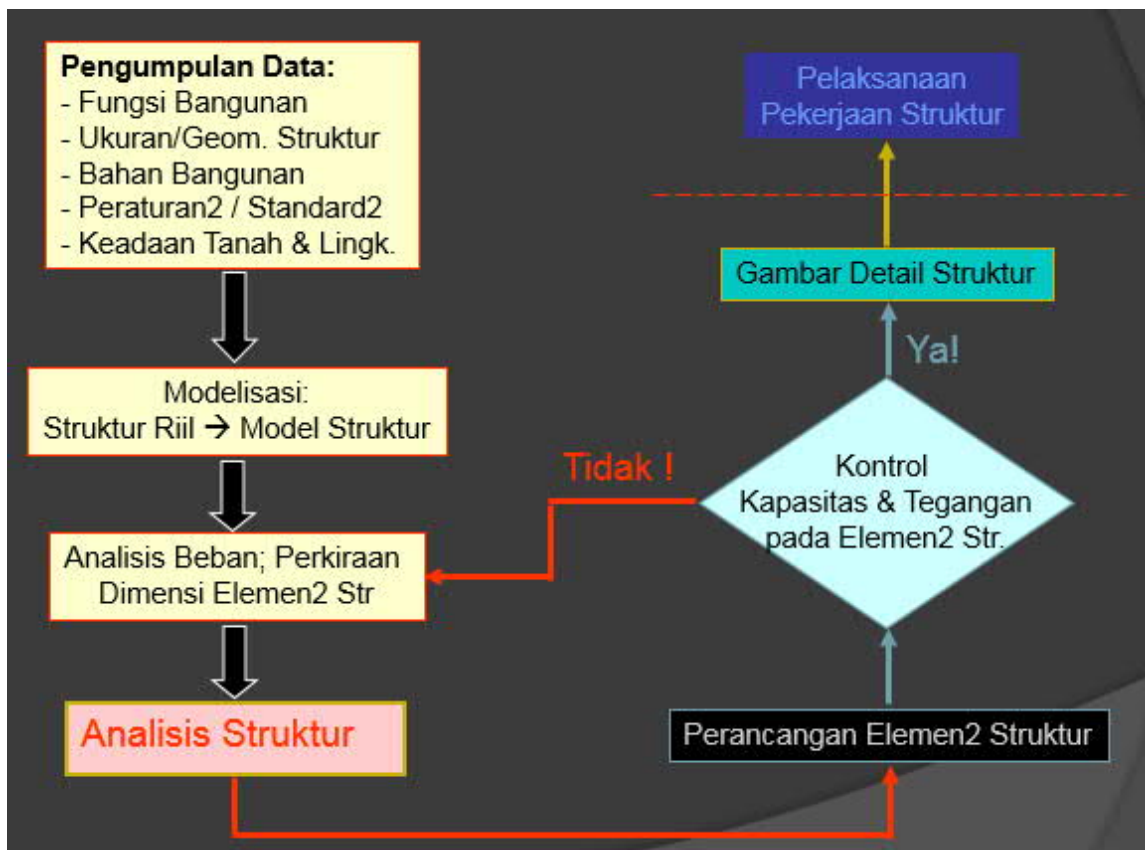 Pengumpulan Data:
- Fungsi Bangunan
- Ukuran/Geom. Struktur
- Bahan Bangunan
- Peraturan2 / Standard2
- Keadaan Tanah & Lingk.
Modelisasi:
Struktur Riil → Model Struktur
Analisis Beban; Perkiraan
Dimensi Elemen2 Str
Analisis Struktur
Perancangan Elemen2 Struktur
Kontrol
Kapasitas & Tegangan
pada Elemen2 Str.
Tidak !
Ya!
Gambar Detail Struktur
Pelaksanaan
Pekerjaan Struktur